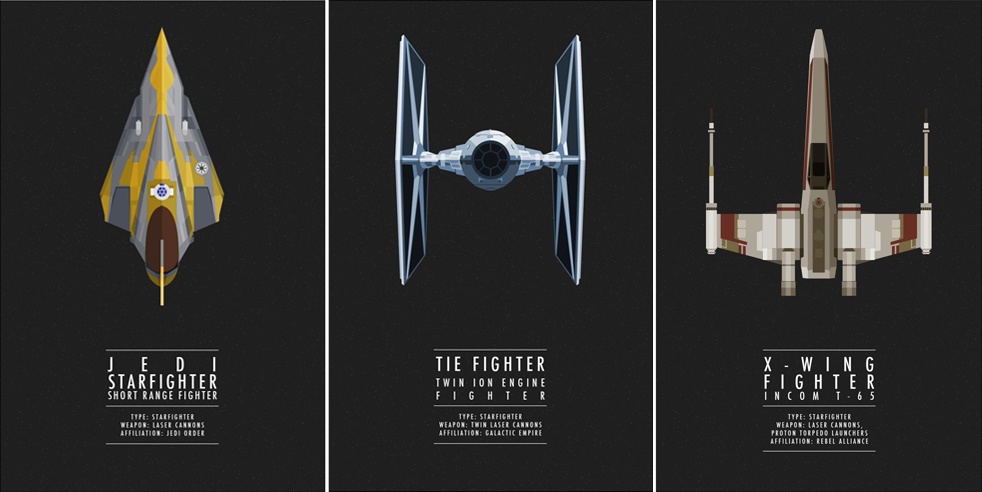 JEDI
STARFIGHTER
SHORT RANGE FIGHTER
TYPE: STARFIGHTER
WEAPON: LASER CANNONS
AFFILIATION: JEDI ORDER
TIE FIGHTER
TWIN ION ENGINE
FIGHTER
TYPE: STARFIGHTER
WEAPON: TWIN LASER CANNONS
AFFILIATION: GALACTIC EMPIRE
X-WING
FIGHTER
INCOM T-65
TYPE: STARFIGHTER
WEAPON: LASER CANNONS,
PROTON TORPEDO LAUNCHERS
AFFILIATION: REBEL ALLIANCE